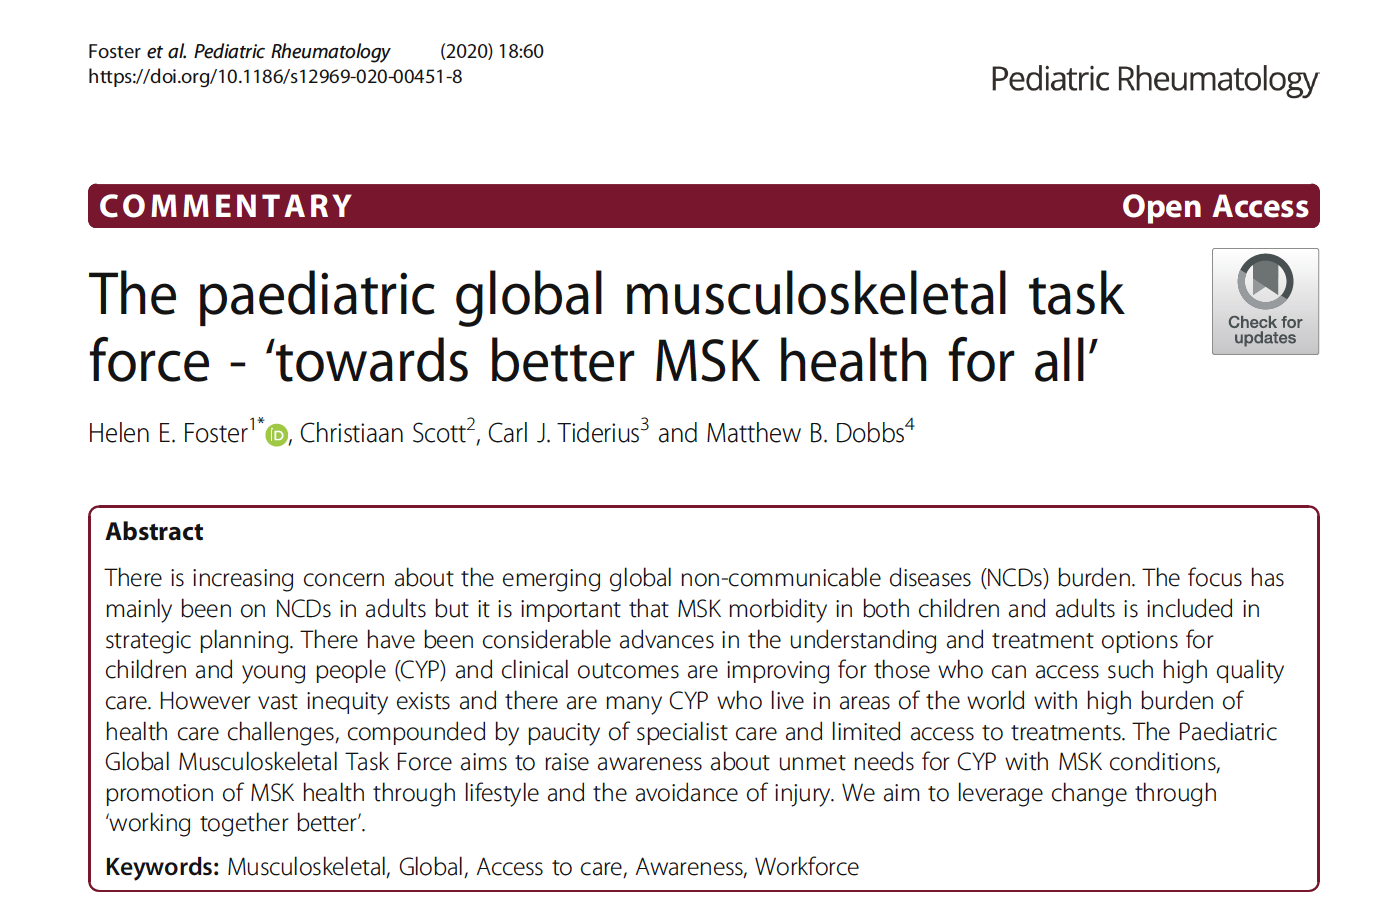 Foster et al. Pediatric Rheumatology (2020) 18:60
https://doi.org/10.1186/s12969-020-00451-8
Pediatric Rheumatology
COMMENTARY Open Access
The paediatric global musculoskeletal task
force - ‘towards better MSK health for all’
Check for
updates
Helen E. Foster1* iD, Christiaan Scott2, Carl J. Tiderius3 and Matthew B. Dobbs4
Abstract
There is increasing concern about the emerging global non-communicable diseases (NCDs) burden. The focus has
mainly been on NCDs in adults but it is important that MSK morbidity in both children and adults is included in
strategic planning. There have been considerable advances in the understanding and treatment options for
children and young people (CYP) and clinical outcomes are improving for those who can access such high quality
care. However vast inequity exists and there are many CYP who live in areas of the world with high burden of
health care challenges, compounded by paucity of specialist care and limited access to treatments. The Paediatric
Global Musculoskeletal Task Force aims to raise awareness about unmet needs for CYP with MSK conditions,
promotion of MSK health through lifestyle and the avoidance of injury. We aim to leverage change through
‘working together better’.
Keywords: Musculoskeletal, Global, Access to care, Awareness, Workforce